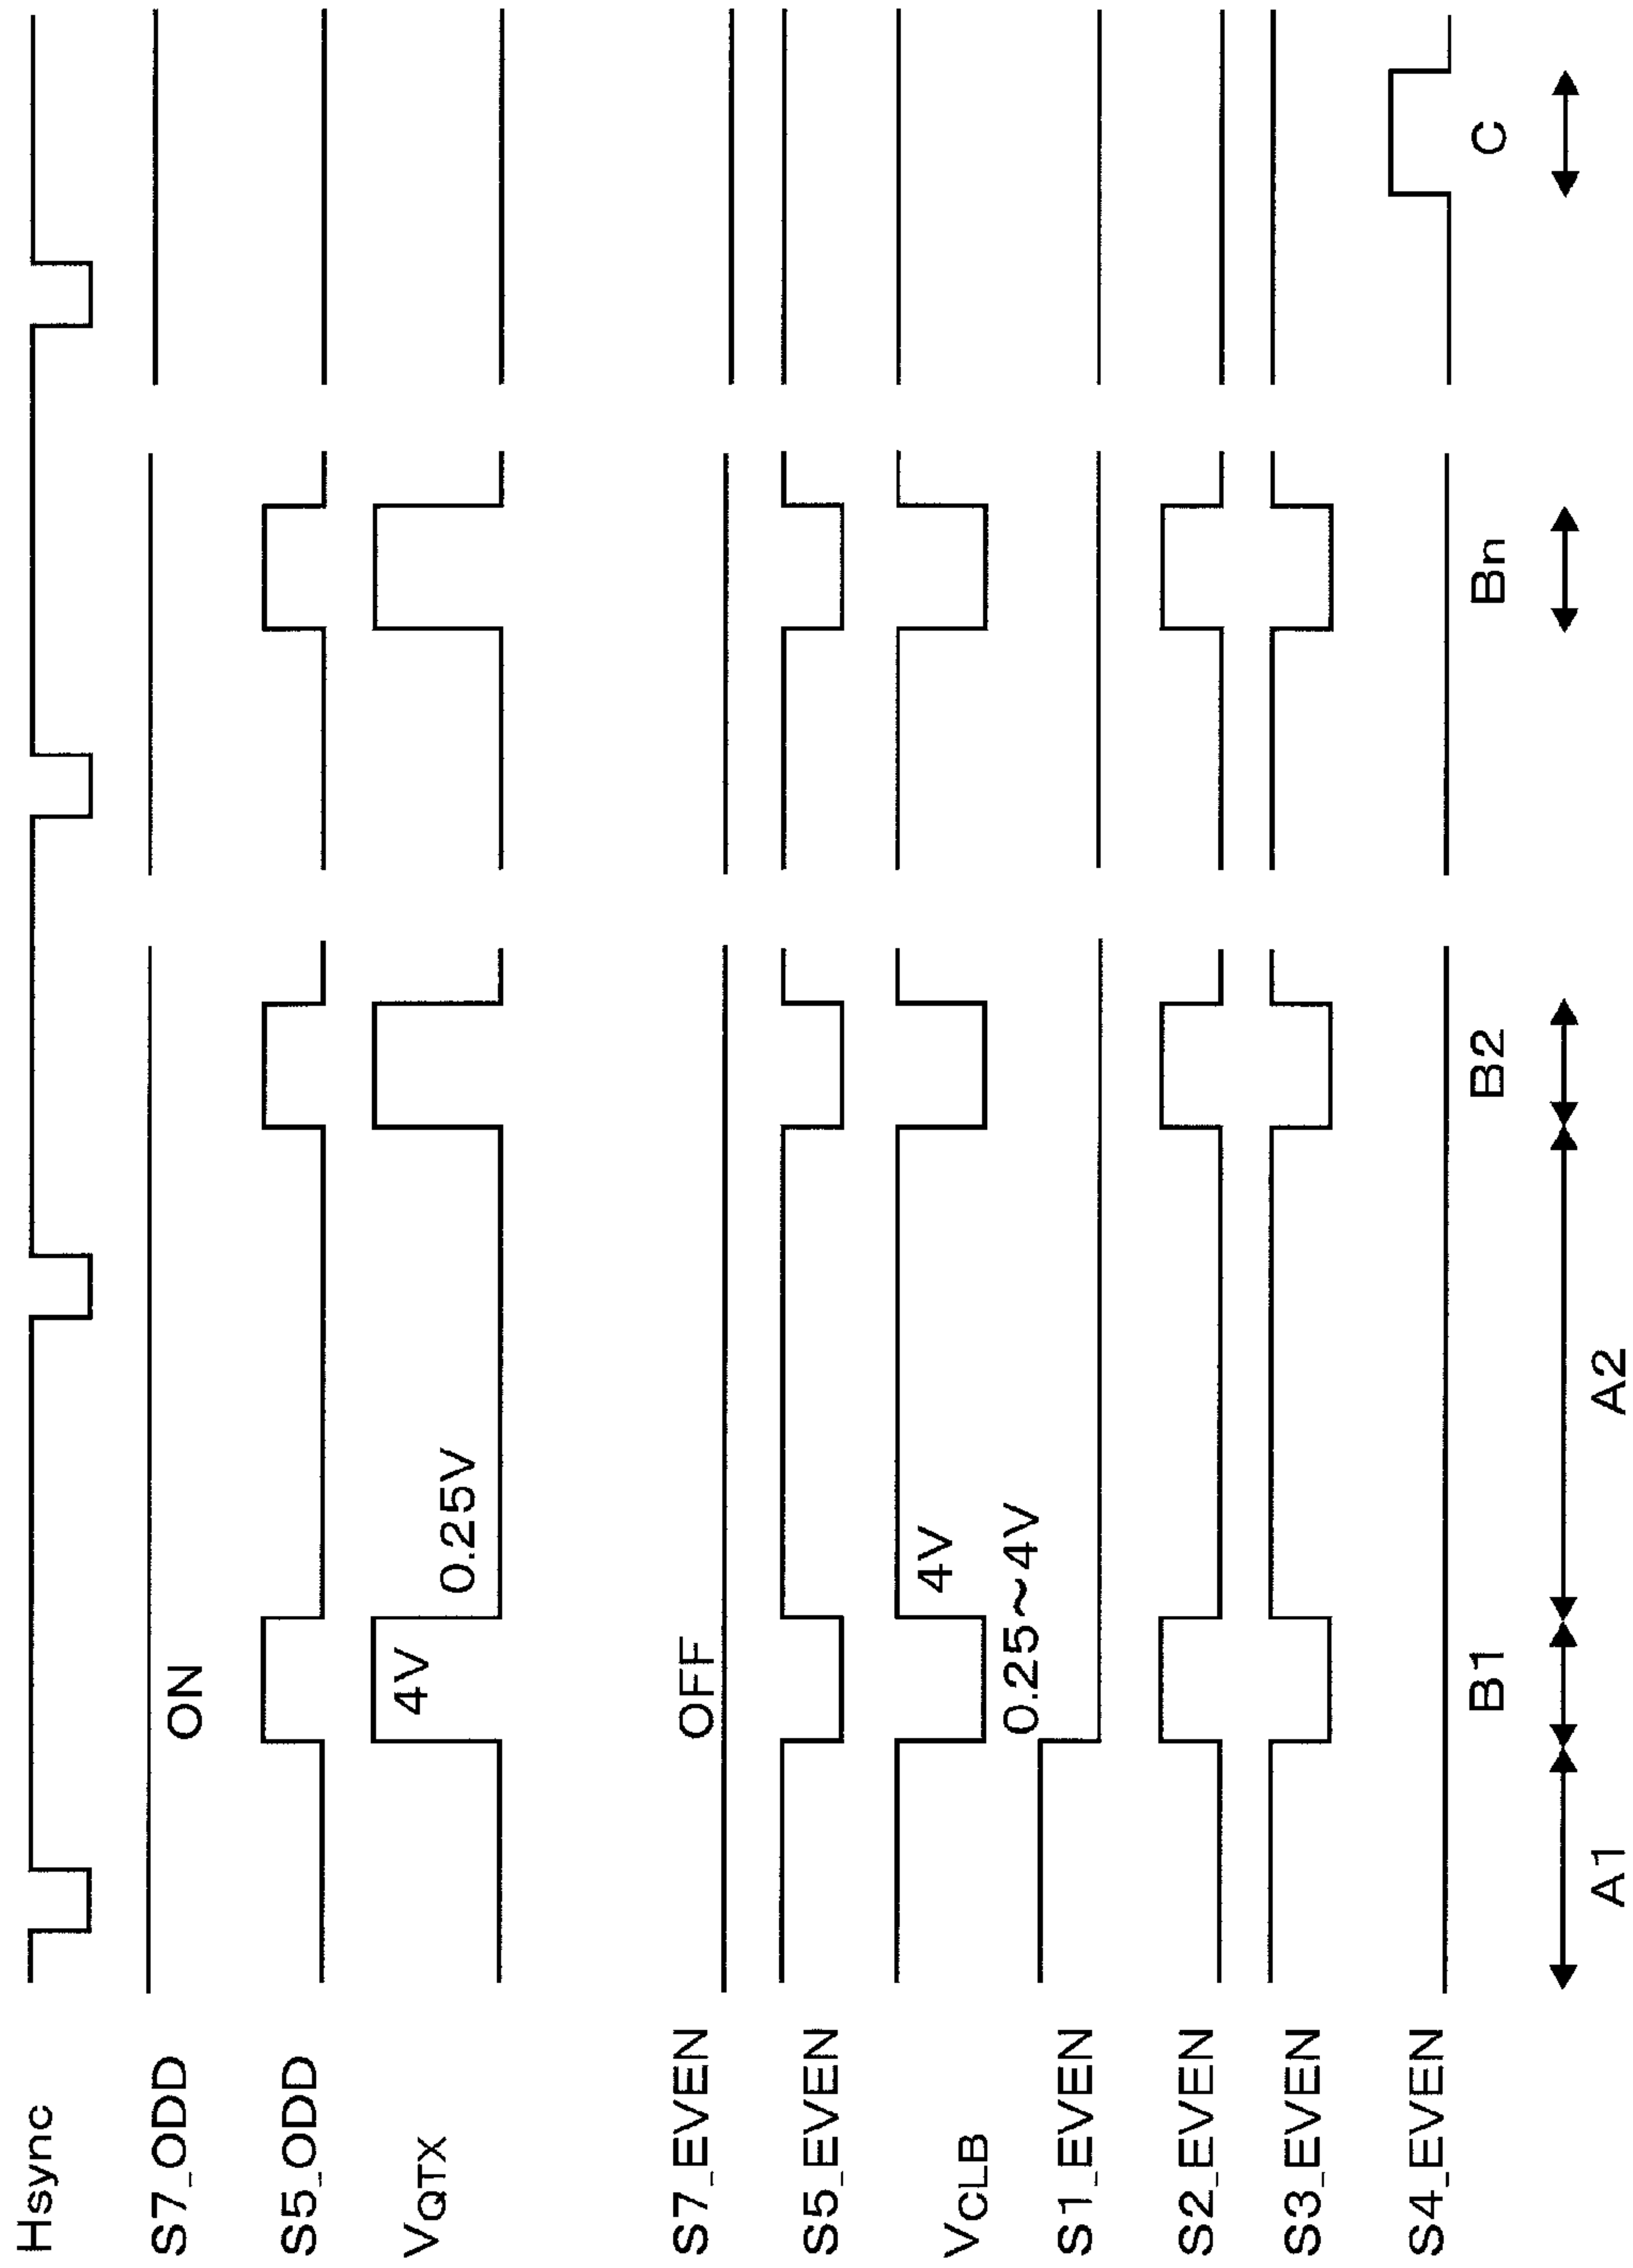 Hsync
S7_ODD
ON
S5_ODD
VQTX
4V
0.25V
S7_EVEN
OFF
S5_EVEN
VCLB
4V
0.25~4V
S1_EVEN
S2_EVEN
S3_EVEN
S4_EVEN
B1
B2
Bn
C
A1
A2